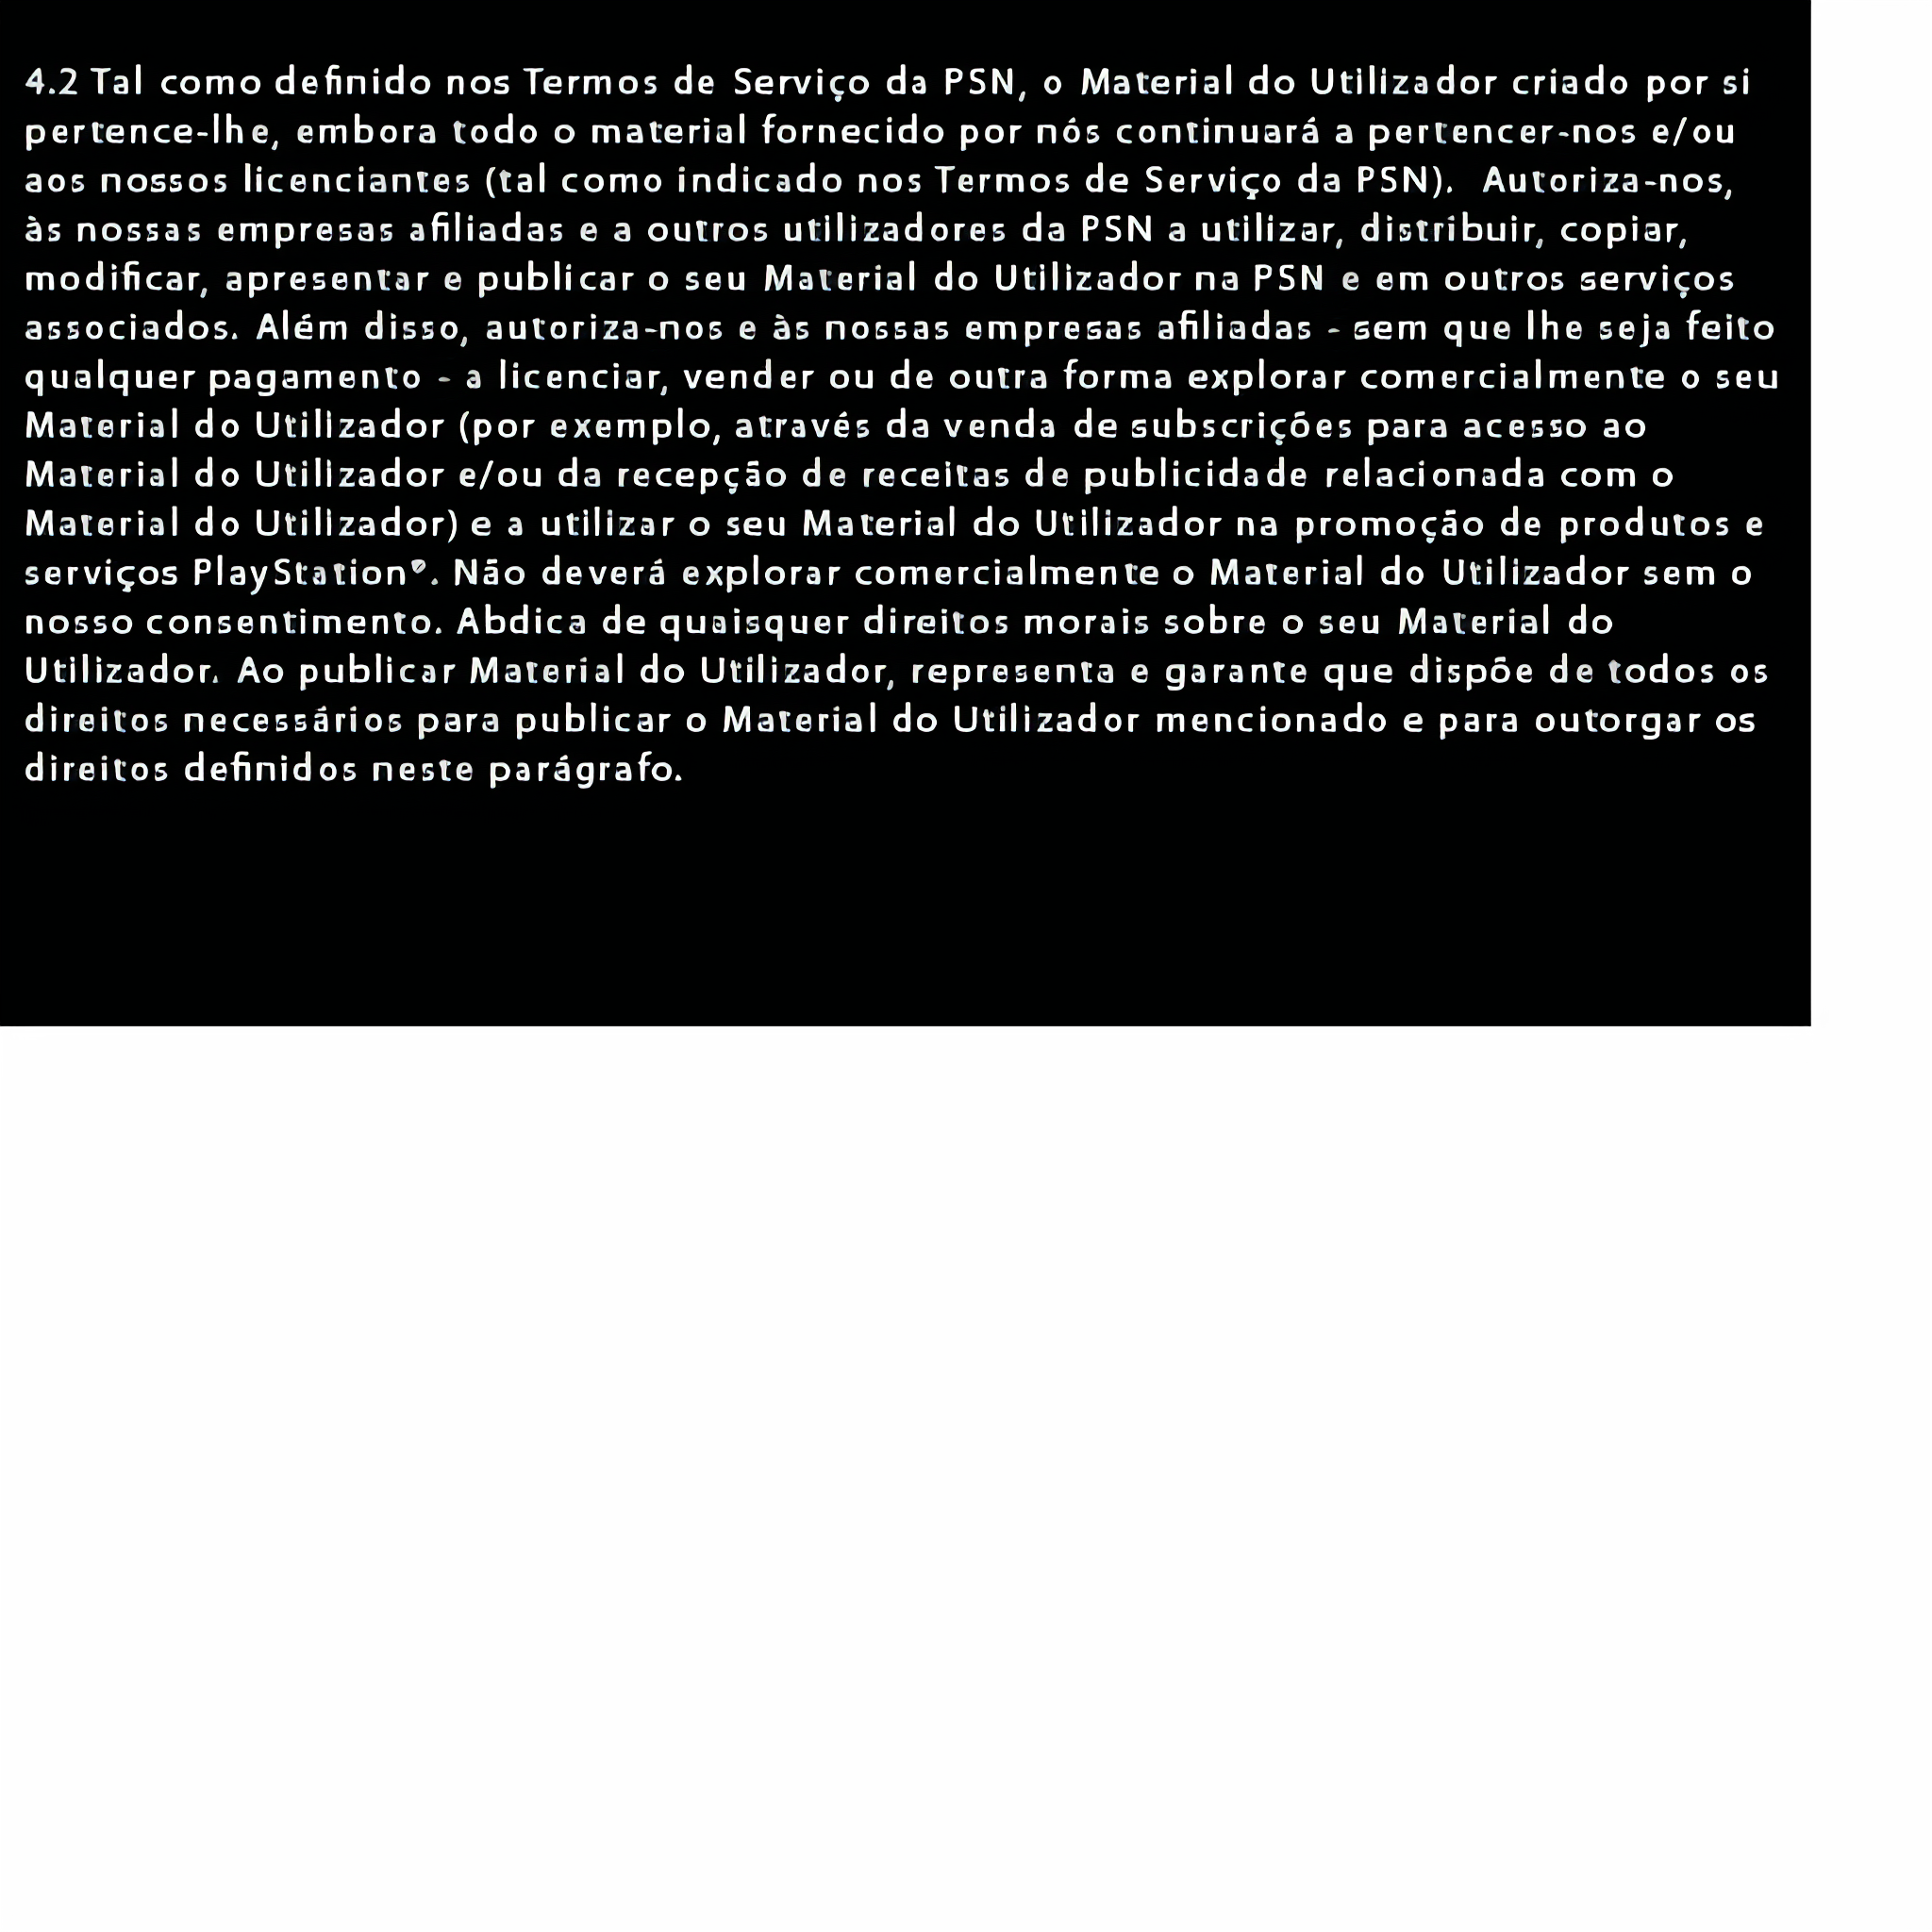 4.2 Tal como definido nos Termos de Serviço da PSN, o Material do Utilizador criado por si
pertence-lhe, embora todo o material fornecido por nós continuará a pertencer-nos e/ou
aos nossos licenciantes (tal como indicado nos Termos de Serviço da PSN).  Autoriza-nos,
às nossas empresas afiliadas e a outros utilizadores da PSN a utilizar, distribuir, copiar,
modificar, apresentar e publicar o seu Material do Utilizador na PSN e em outros serviços
associados. Além disso, autoriza-nos e às nossas empresas afiliadas - sem que lhe seja feito
qualquer pagamento - a licenciar, vender ou de outra forma explorar comercialmente o seu
Material do Utilizador (por exemplo, através da venda de subscrições para acesso ao
Material do Utilizador e/ou da recepção de receitas de publicidade relacionada com o
Material do Utilizador) e a utilizar o seu Material do Utilizador na promoção de produtos e
serviços PlayStation®. Não deverá explorar comercialmente o Material do Utilizador sem o
nosso consentimento. Abdica de quaisquer direitos morais sobre o seu Material do
Utilizador. Ao publicar Material do Utilizador, representa e garante que dispõe de todos os
direitos necessários para publicar o Material do Utilizador mencionado e para outorgar os
direitos definidos neste parágrafo.